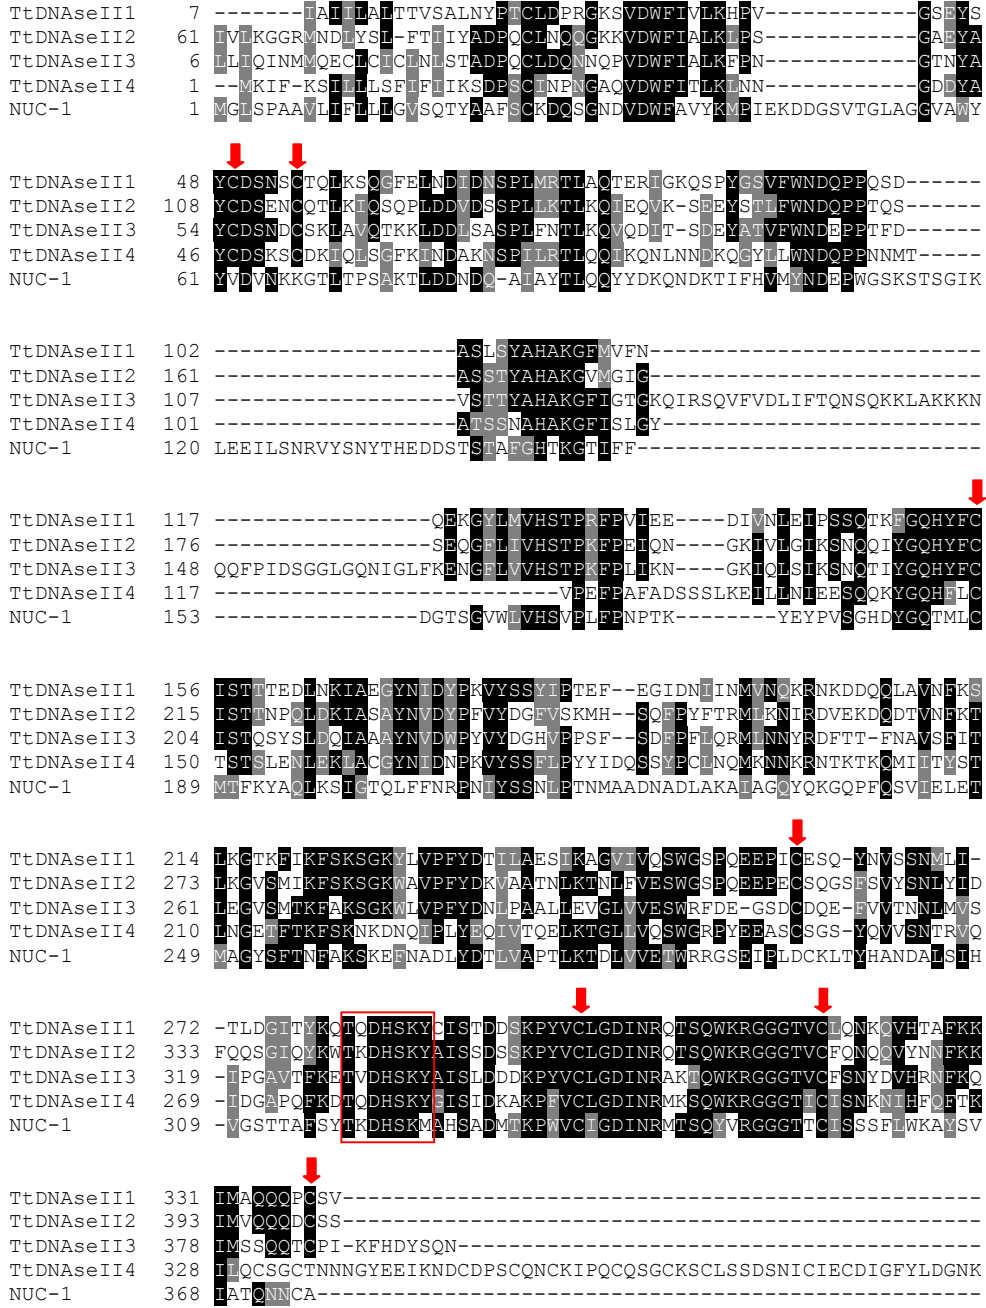 TtDNAseII1 7 -------IAIILALTTVSALNYPTCLDPRGKSVDWFIVLKHPV------------GSEYS
TtDNAseII2 61 IVLKGGRMNDLYSL-FTIIYADPQCLNQQGKKVDWFIALKLPS------------GAEYA
TtDNAseII3 6 LLIQINMMQECLCICLNLSTADPQCLDQNNQPVDWFIALKFPN------------GTNYA
TtDNAseII4 1 --MKIF-KSILLLSFIFIIKSDPSCINPNGAQVDWFITLKLNN------------GDDYA
NUC-1 1 MGLSPAAVLIFLLLGVSQTYAAFSCKDQSGNDVDWFAVYKMPIEKDDGSVTGLAGGVAWY
TtDNAseII1 48 YCDSNSCTQLKSQGFELNDIDNSPLMRTLAQTERIGKQSPYGSVFWNDQPPQSD------
TtDNAseII2 108 YCDSENCQTLKIQSQPLDDVDSSPLLKTLKQIEQVK-SEEYSTLFWNDQPPTQS------
TtDNAseII3 54 YCDSNDCSKLAVQTKKLDDLSASPLFNTLKQVQDIT-SDEYATVFWNDEPPTFD------
TtDNAseII4 46 YCDSKSCDKIQLSGFKINDAKNSPILRTLQQIKQNLNNDKQGYLLWNDQPPNNMT-----
NUC-1 61 YVDVNKKGTLTPSAKTLDDNDQ-AIAYTLQQYYDKQNDKTIFHVMYNDEPWGSKSTSGIK
TtDNAseII1 102 -------------------ASLSYAHAKGFMVFN--------------------------
TtDNAseII2 161 -------------------ASSTYAHAKGVMGIG--------------------------
TtDNAseII3 107 -------------------VSTTYAHAKGFIGTGKQIRSQVFVDLIFTQNSQKKLAKKKN
TtDNAseII4 101 -------------------ATSSNAHAKGFISLGY-------------------------
NUC-1 120 LEEILSNRVYSNYTHEDDSTSTAFGHTKGTIFF---------------------------
TtDNAseII1 117 -----------------QEKGYLMVHSTPRFPVIEE----DIVNLEIPSSQTKFGQHYFC
TtDNAseII2 176 -----------------SEQGFLIVHSTPKFPEIQN----GKIVLGIKSNQQIYGQHYFC
TtDNAseII3 148 QQFPIDSGGLGQNIGLFKENGFLVVHSTPKFPLIKN----GKIQLSIKSNQTIYGQHYFC
TtDNAseII4 117 ---------------------------VPEFPAFADSSSLKEILLNIEESQQKYGQHFLC
NUC-1 153 ----------------DGTSGVWLVHSVPLFPNPTK------YEYPVSGHDYGQTMLC
TtDNAseII1 156 ISTTTEDLNKIAEGYNIDYPKVYSSYIPTEF--EGIDNIINMVNQKRNKDDQQLAVNFKS
TtDNAseII2 215 ISTTNPQLDKIASAYNVDYPFVYDGFVSKMH--SQFPYFTRMLKNIRDVEKDQDTVNFKT
TtDNAseII3 204 ISTQSYSLDQIAAAYNVDWPYVYDGHVPPSF--SDFPFLQRMLNNYRDFTT-FNAVSFIT
TtDNAseII4 150 TSTSLENLEKLACGYNIDNPKVYSSFLPYYIDQSSYPCLNQMKNNKRNTKTKQMIITYST
NUC-1 189 MTFKYAQLKSIGTQLFFNRPNIYSSNLPTNMAADNADLAKAIAGQYQKGQPFQSVIELET
TtDNAseII1 214 LKGTKFIKFSKSGKYLVPFYDTILAESIKAGVIVQSWGSPQEEPICESQ-YNVSSNMLI-
TtDNAseII2 273 LKGVSMIKFSKSGKWAVPFYDKVAATNLKTNLFVESWGSPQEEPECSQGSFSVYSNLYID
TtDNAseII3 261 LEGVSMTKFAKSGKWLVPFYDNLPAALLEVGLVVESWRFDE-GSDCDQE-FVVTNNLMVS
TtDNAseII4 210 LNGETFTKFSKNKDNQIPLYEQIVTQELKTGLLVQSWGRPYEEASCSGS-YQVVSNTRVQ
NUC-1 249 MAGYSFTNFAKSKEFNADLYDTLVAPTLKTDLVVETWRRGSEIPLDCKLTYHANDALSIH
TtDNAseII1 272 -TLDGITYKQTQDHSKYCISTDDSKPYVCLGDINRQTSQWKRGGGTVCLQNKQVHTAFKK
TtDNAseII2 333 FQQSGIQYKWTKDHSKYAISSDSSKPYVCLGDINRQTSQWKRGGGTVCFQNQQVYNNFKK
TtDNAseII3 319 -IPGAVTFKETVDHSKYAISLDDDKPYVCLGDINRAKTQWKRGGGTVCFSNYDVHRNFKQ
TtDNAseII4 269 -IDGAPQFKDTQDHSKYGISIDKAKPFVCLGDINRMKSQWKRGGGTICISNKNIHFQFTK
NUC-1 309 -VGSTTAFSYTKDHSKMAHSADMTKPWVCIGDINRMTSQYVRGGGTTCISSSFLWKAYSV
TtDNAseII1 331 IMAQQQPCSV--------------------------------------------------
TtDNAseII2 393 IMVQQQDCSS--------------------------------------------------
TtDNAseII3 378 IMSSQQTCPI-KFHDYSQN-----------------------------------------
TtDNAseII4 328 ILQCSGCTNNNGYEEIKNDCDPSCQNCKIPQCQSGCKSCLSSDSNICIECDIGFYLDGNK
NUC-1 368 IATQNNCA----------------------------------------------------